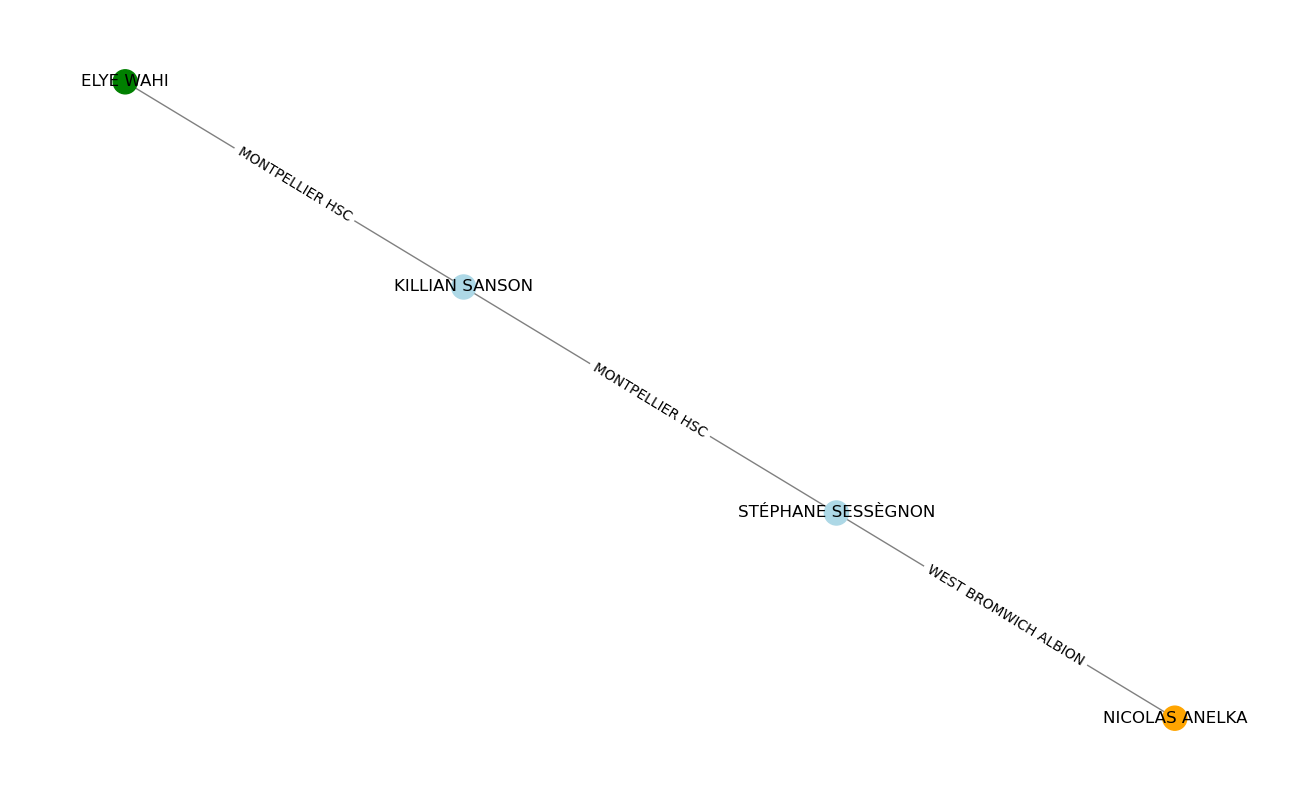 ELYE WAHI
MONTPELLIER HSC
KILLIAN SANSON
MONTPELLIER HSC
STÉPHANE SESSÈGNON
WEST BROMWICH ALBION
NICOLAS ANELKA